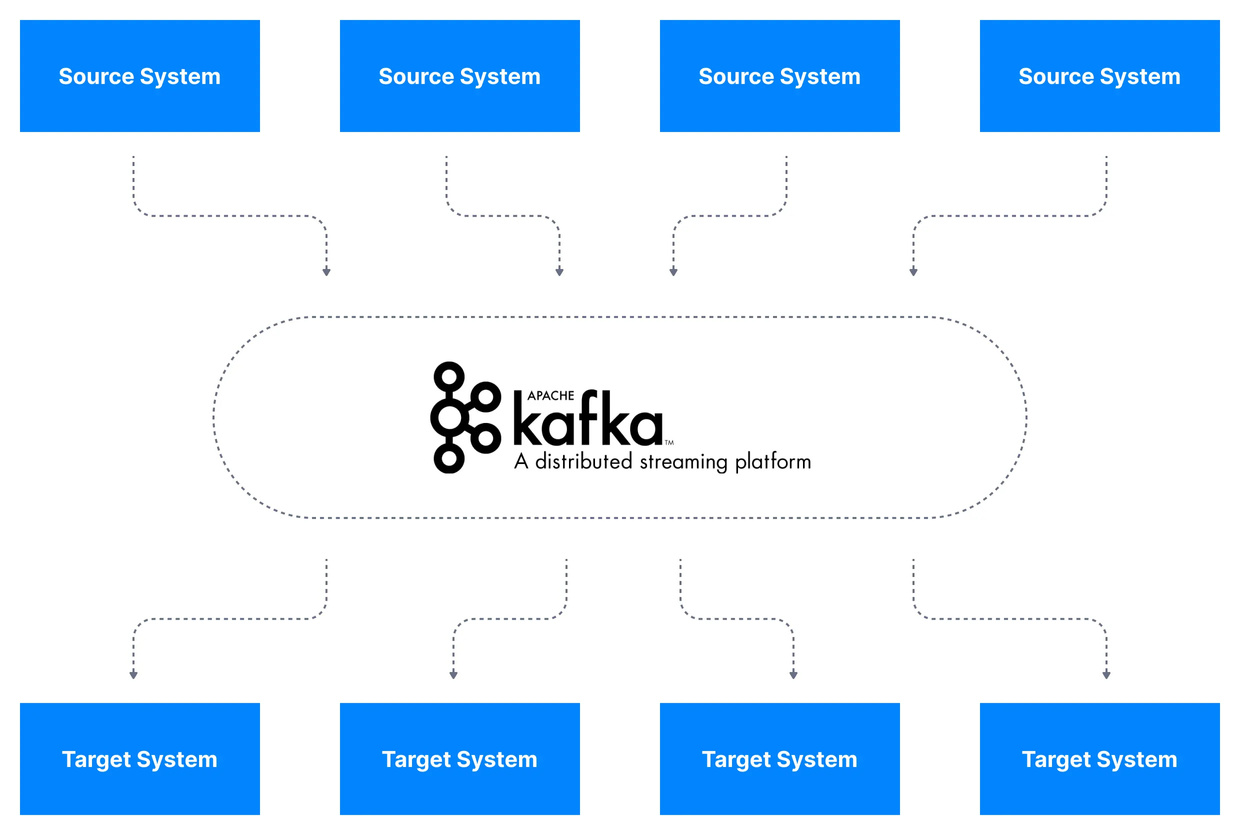 Source System
Source System
Source System
Source System
APACHE
kafka™
A distributed streaming platform
Target System
Target System
Target System
Target System